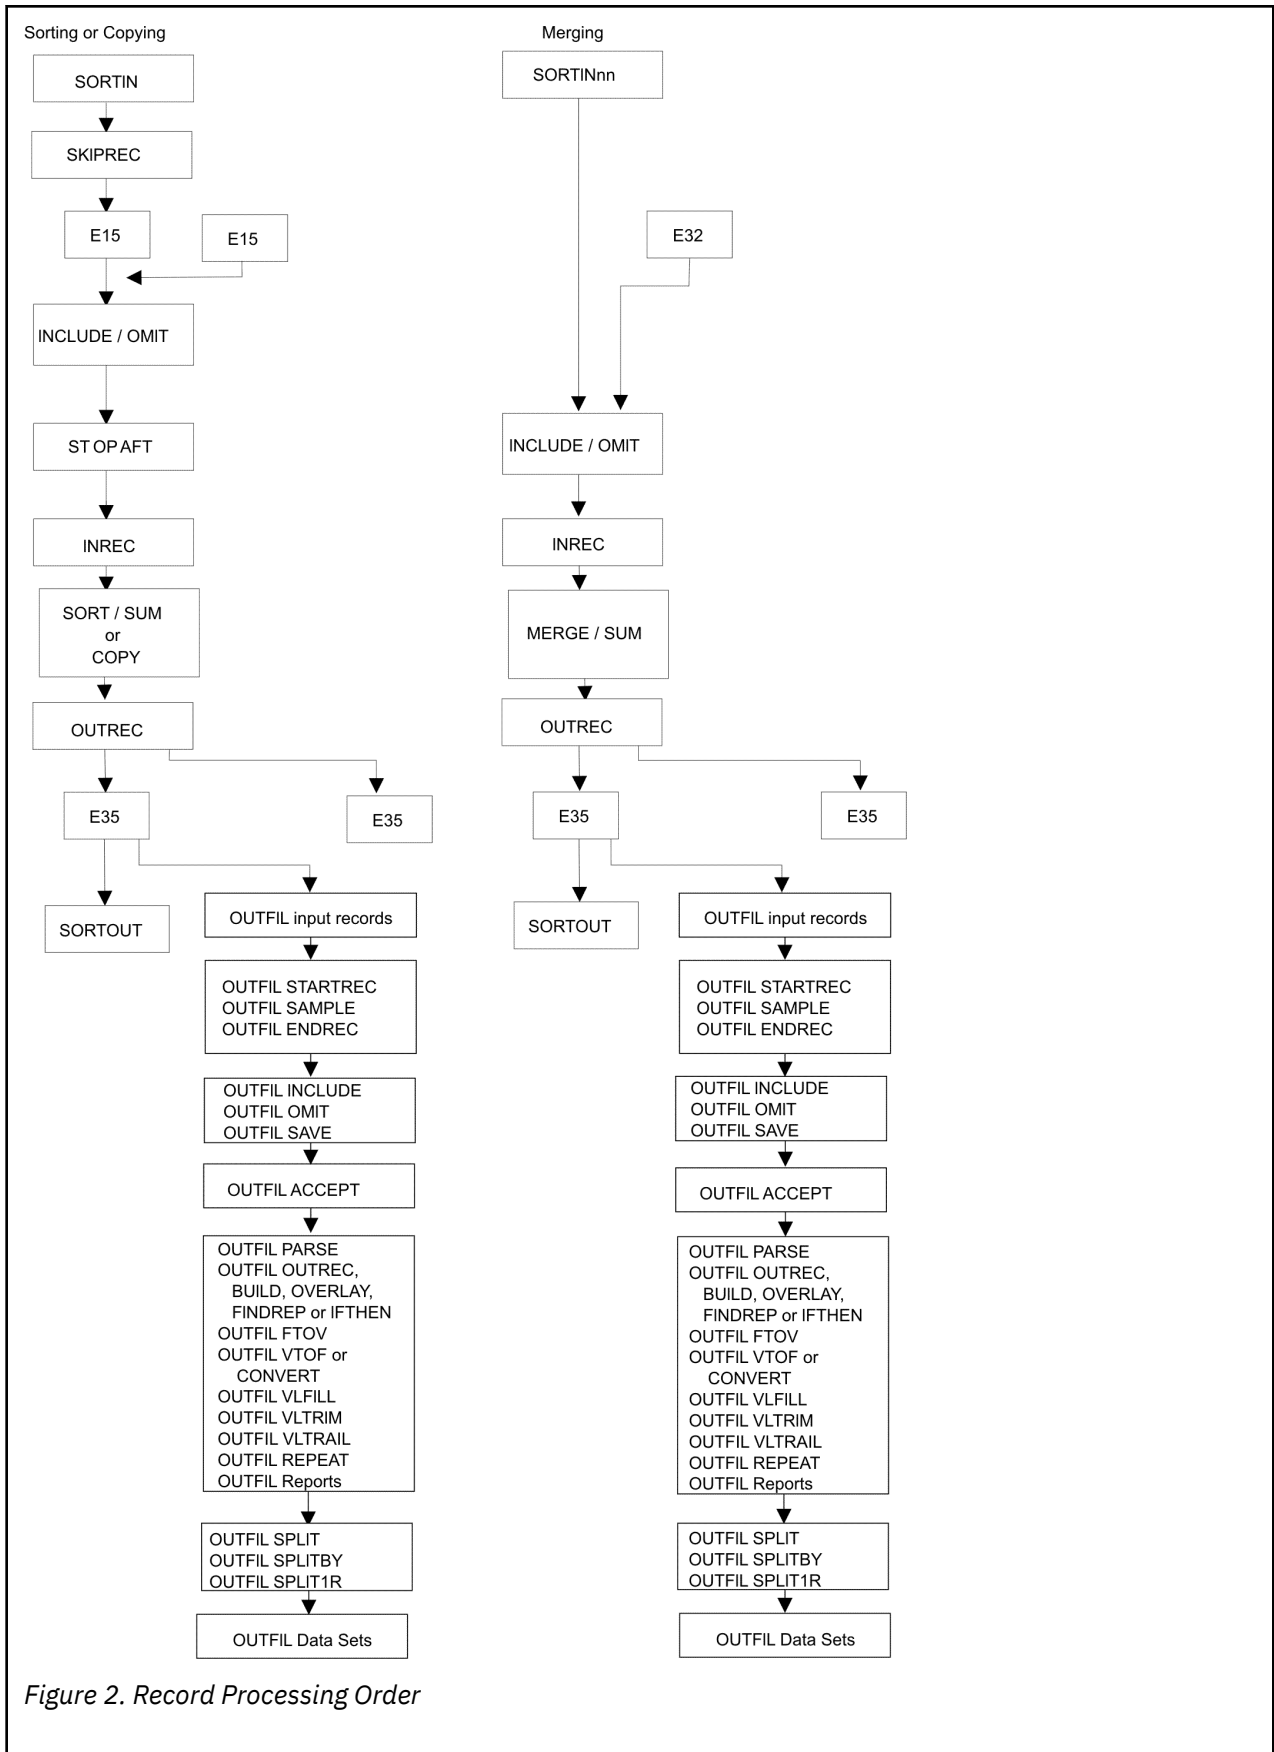 Sorting or Copying
SORTIN
SKIPREC
E15
E15
INCLUDE / OMIT
ST OP AFT
INREC
SORT / SUM
or
COPY
OUTREC
E35
E35
SORTOUT
OUTFIL input records
OUTFIL STARTREC
OUTFIL SAMPLE
OUTFIL ENDREC
OUTFIL INCLUDE
OUTFIL OMIT
OUTFIL SAVE
OUTFIL ACCEPT
OUTFIL PARSE
OUTFIL OUTREC,
BUILD, OVERLAY,
FINDREP or IFTHEN
OUTFIL FTOV
OUTFIL VTOF or
CONVERT
OUTFIL VLFILL
OUTFIL VLTRIM
OUTFIL VLTRAIL
OUTFIL REPEAT
OUTFIL Reports
OUTFIL SPLIT
OUTFIL SPLITBY
OUTFIL SPLIT1R
OUTFIL Data Sets
Merging
SORTINnn
E32
INCLUDE / OMIT
INREC
MERGE / SUM
OUTREC
E35
E35
SORTOUT
OUTFIL input records
OUTFIL STARTREC
OUTFIL SAMPLE
OUTFIL ENDREC
OUTFIL INCLUDE
OUTFIL OMIT
OUTFIL SAVE
OUTFIL ACCEPT
OUTFIL PARSE
OUTFIL OUTREC,
BUILD, OVERLAY,
FINDREP or IFTHEN
OUTFIL FTOV
OUTFIL VTOF or
CONVERT
OUTFIL VLFILL
OUTFIL VLTRIM
OUTFIL VLTRAIL
OUTFIL REPEAT
OUTFIL Reports
OUTFIL SPLIT
OUTFIL SPLITBY
OUTFIL SPLIT1R
OUTFIL Data Sets
Figure 2. Record Processing Order